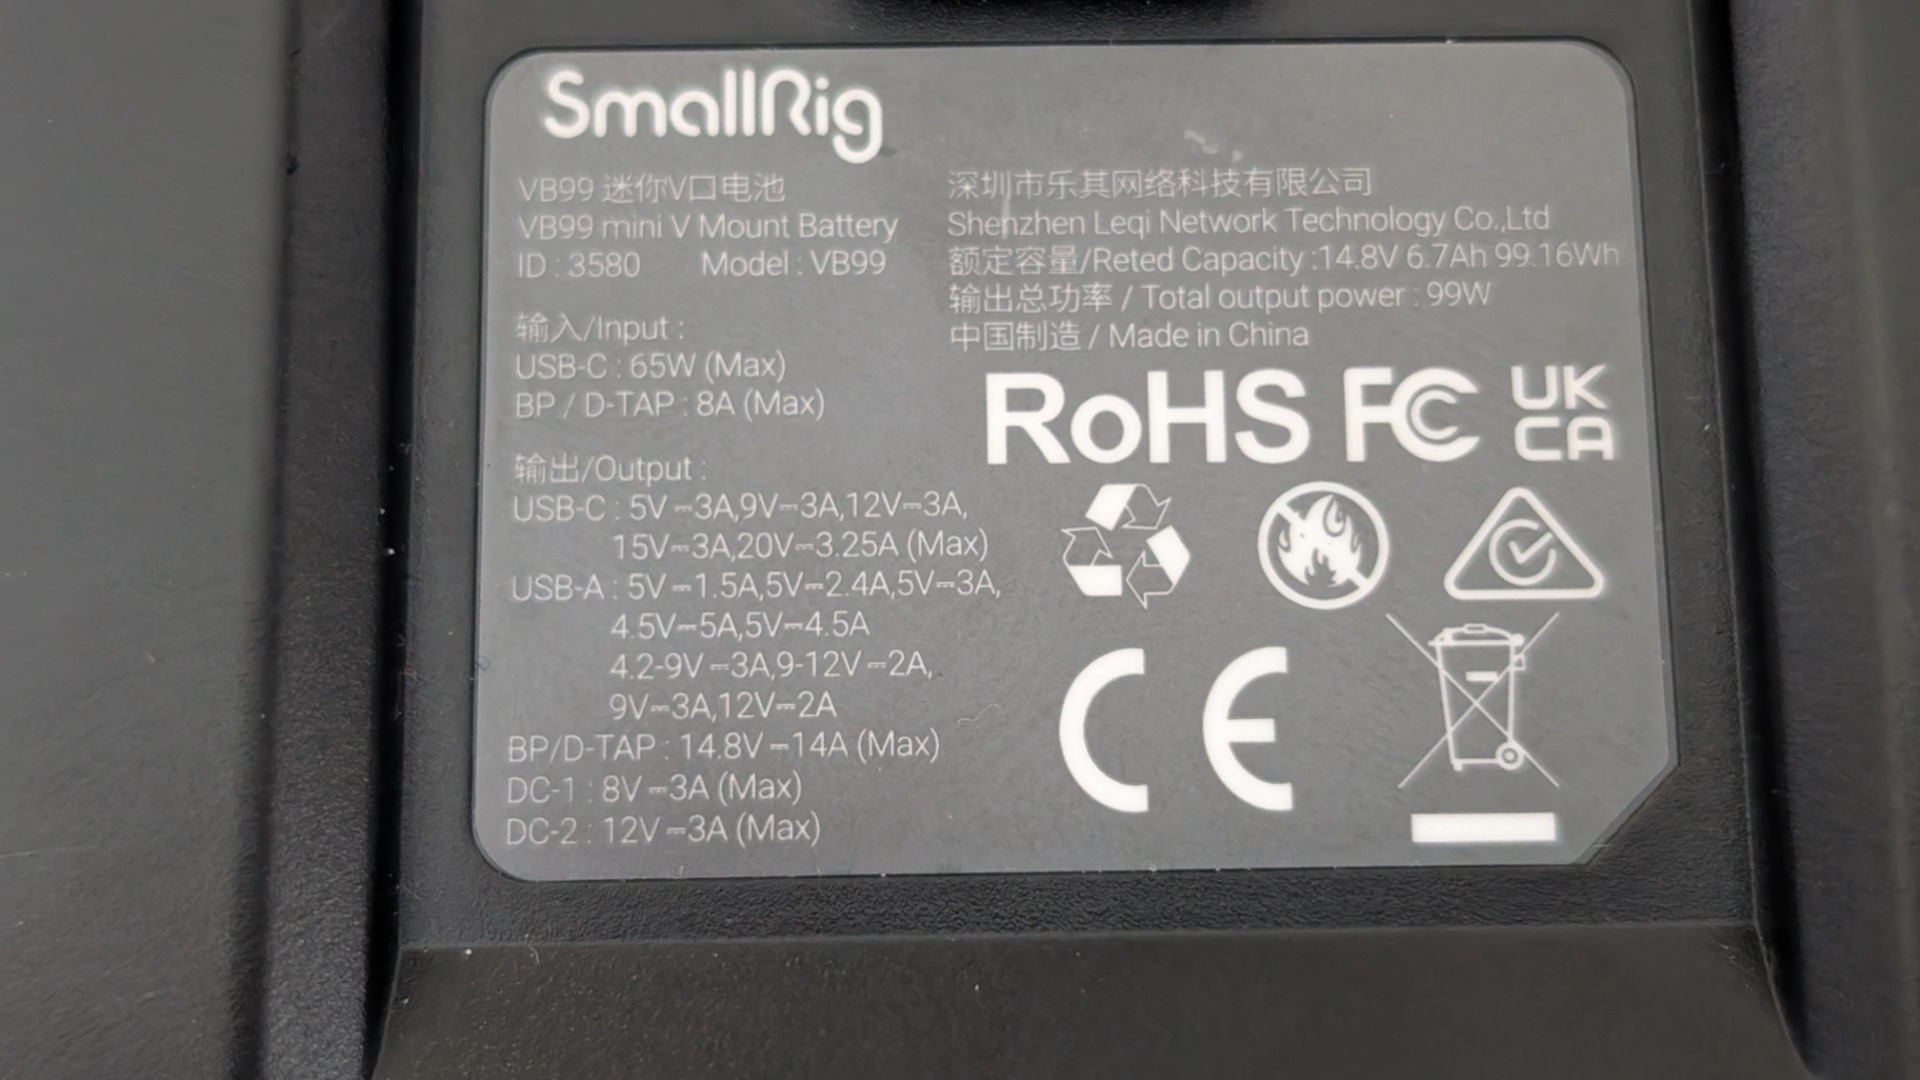 SmallRig
VB99 迷你V口电池
VB99 mini V Mount Battery
ID : 3580 Model : VB99
输入/Input :
USB-C : 65W (Max)
BP / D-TAP : 8A (Max)
输出/Output :
USB-C : 5V⎓3A,9V⎓3A,12V⎓3A,
15V⎓3A,20V⎓3.25A (Max)
USB-A : 5V⎓1.5A,5V⎓2.4A,5V⎓3A,
4.5V⎓5A,5V⎓4.5A
4.2-9V⎓3A,9-12V⎓2A,
9V⎓3A,12V⎓2A
BP/D-TAP : 14.8V⎓14A (Max)
DC-1 : 8V⎓3A (Max)
DC-2 : 12V⎓3A (Max)
深圳市乐其网络科技有限公司
Shenzhen Leqi Network Technology Co.,Ltd
额定容量/Reted Capacity :14.8V 6.7Ah 99.16Wh
输出总功率 / Total output power : 99W
中国制造 / Made in China
RoHS FC UK
CA
CE